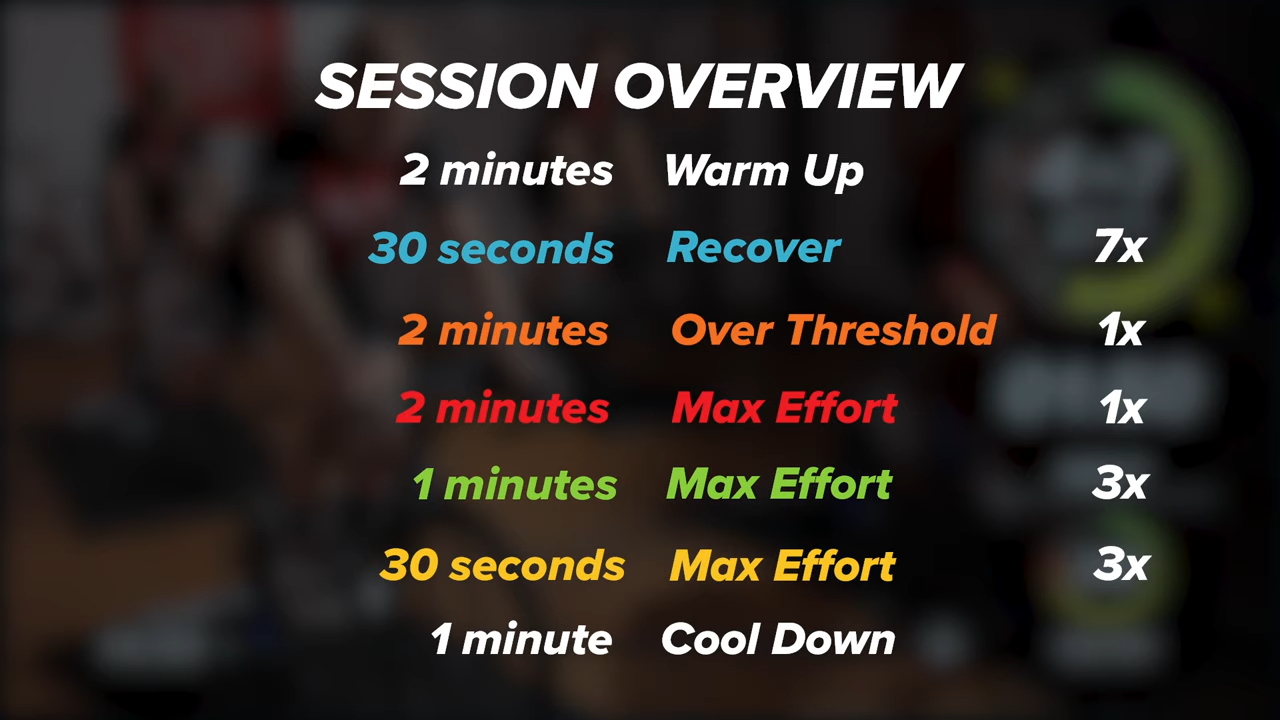 SESSION OVERVIEW
2 minutes Warm Up
30 seconds Recover 7x
2 minutes Over Threshold 1x
2 minutes Max Effort 1x
1 minutes Max Effort 3x
30 seconds Max Effort 3x
1 minute Cool Down